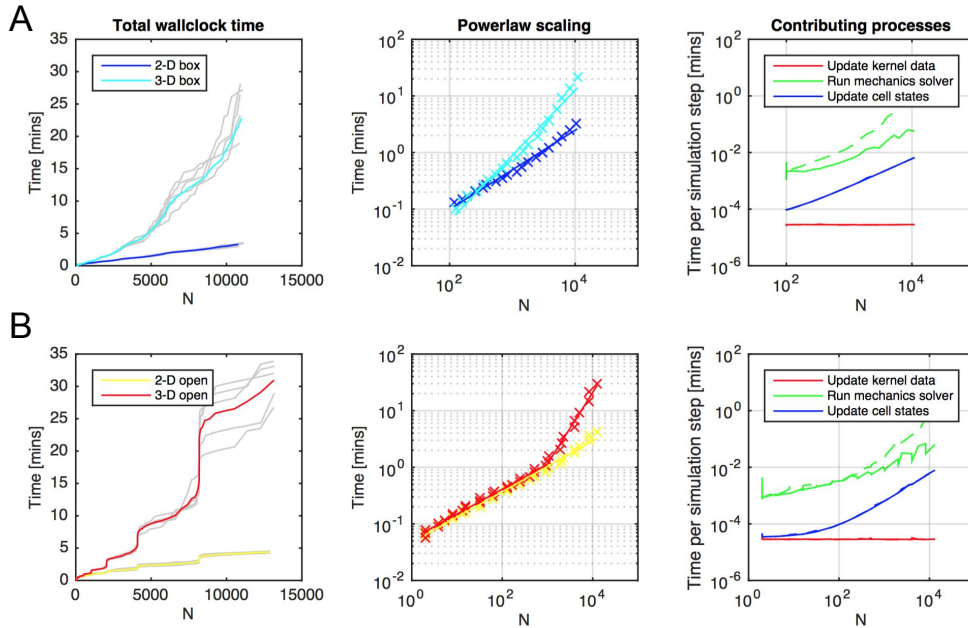 A
Total wallclock time
Powerlaw scaling
Contributing processes
Time [mins]
35
30
25
20
15
10
5
0
2-D box
3-D box
0 5000 10000 15000
N
Time [mins]
10^2
10^1
10^0
10^-1
10^-2
10^2 10^4
N
Time per simulation step [mins]
10^2
10^0
10^-2
10^-4
10^-6
Update kernel data
Run mechanics solver
Update cell states
10^2 10^4
N
B
Time [mins]
35
30
25
20
15
10
5
0
2-D open
3-D open
0 5000 10000 15000
N
Time [mins]
10^2
10^1
10^0
10^-1
10^-2
10^0 10^2 10^4
N
Time per simulation step [mins]
10^2
10^0
10^-2
10^-4
10^-6
Update kernel data
Run mechanics solver
Update cell states
10^0 10^2 10^4
N